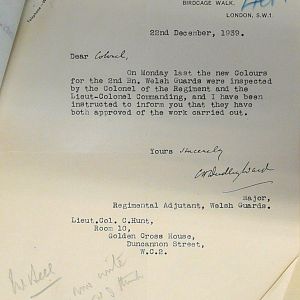 BIRDCAGE WALK,
LONDON, S.W.1.
22nd December, 1939.
Dear Colonel,
On Monday last the new Colours
for the 2nd Bn. Welsh Guards were inspected
by the Colonel of the Regiment and the
Lieut-Colonel Commanding, and I have been
instructed to inform you that they have
both approved of the work carried out.
Yours sincerely
W Dudley Ward
Major,
Regimental Adjutant, Welsh Guards.
Lieut.Col. C.Hunt,
Room 10,
Golden Cross House,
Duncannon Street,
W.C.2.